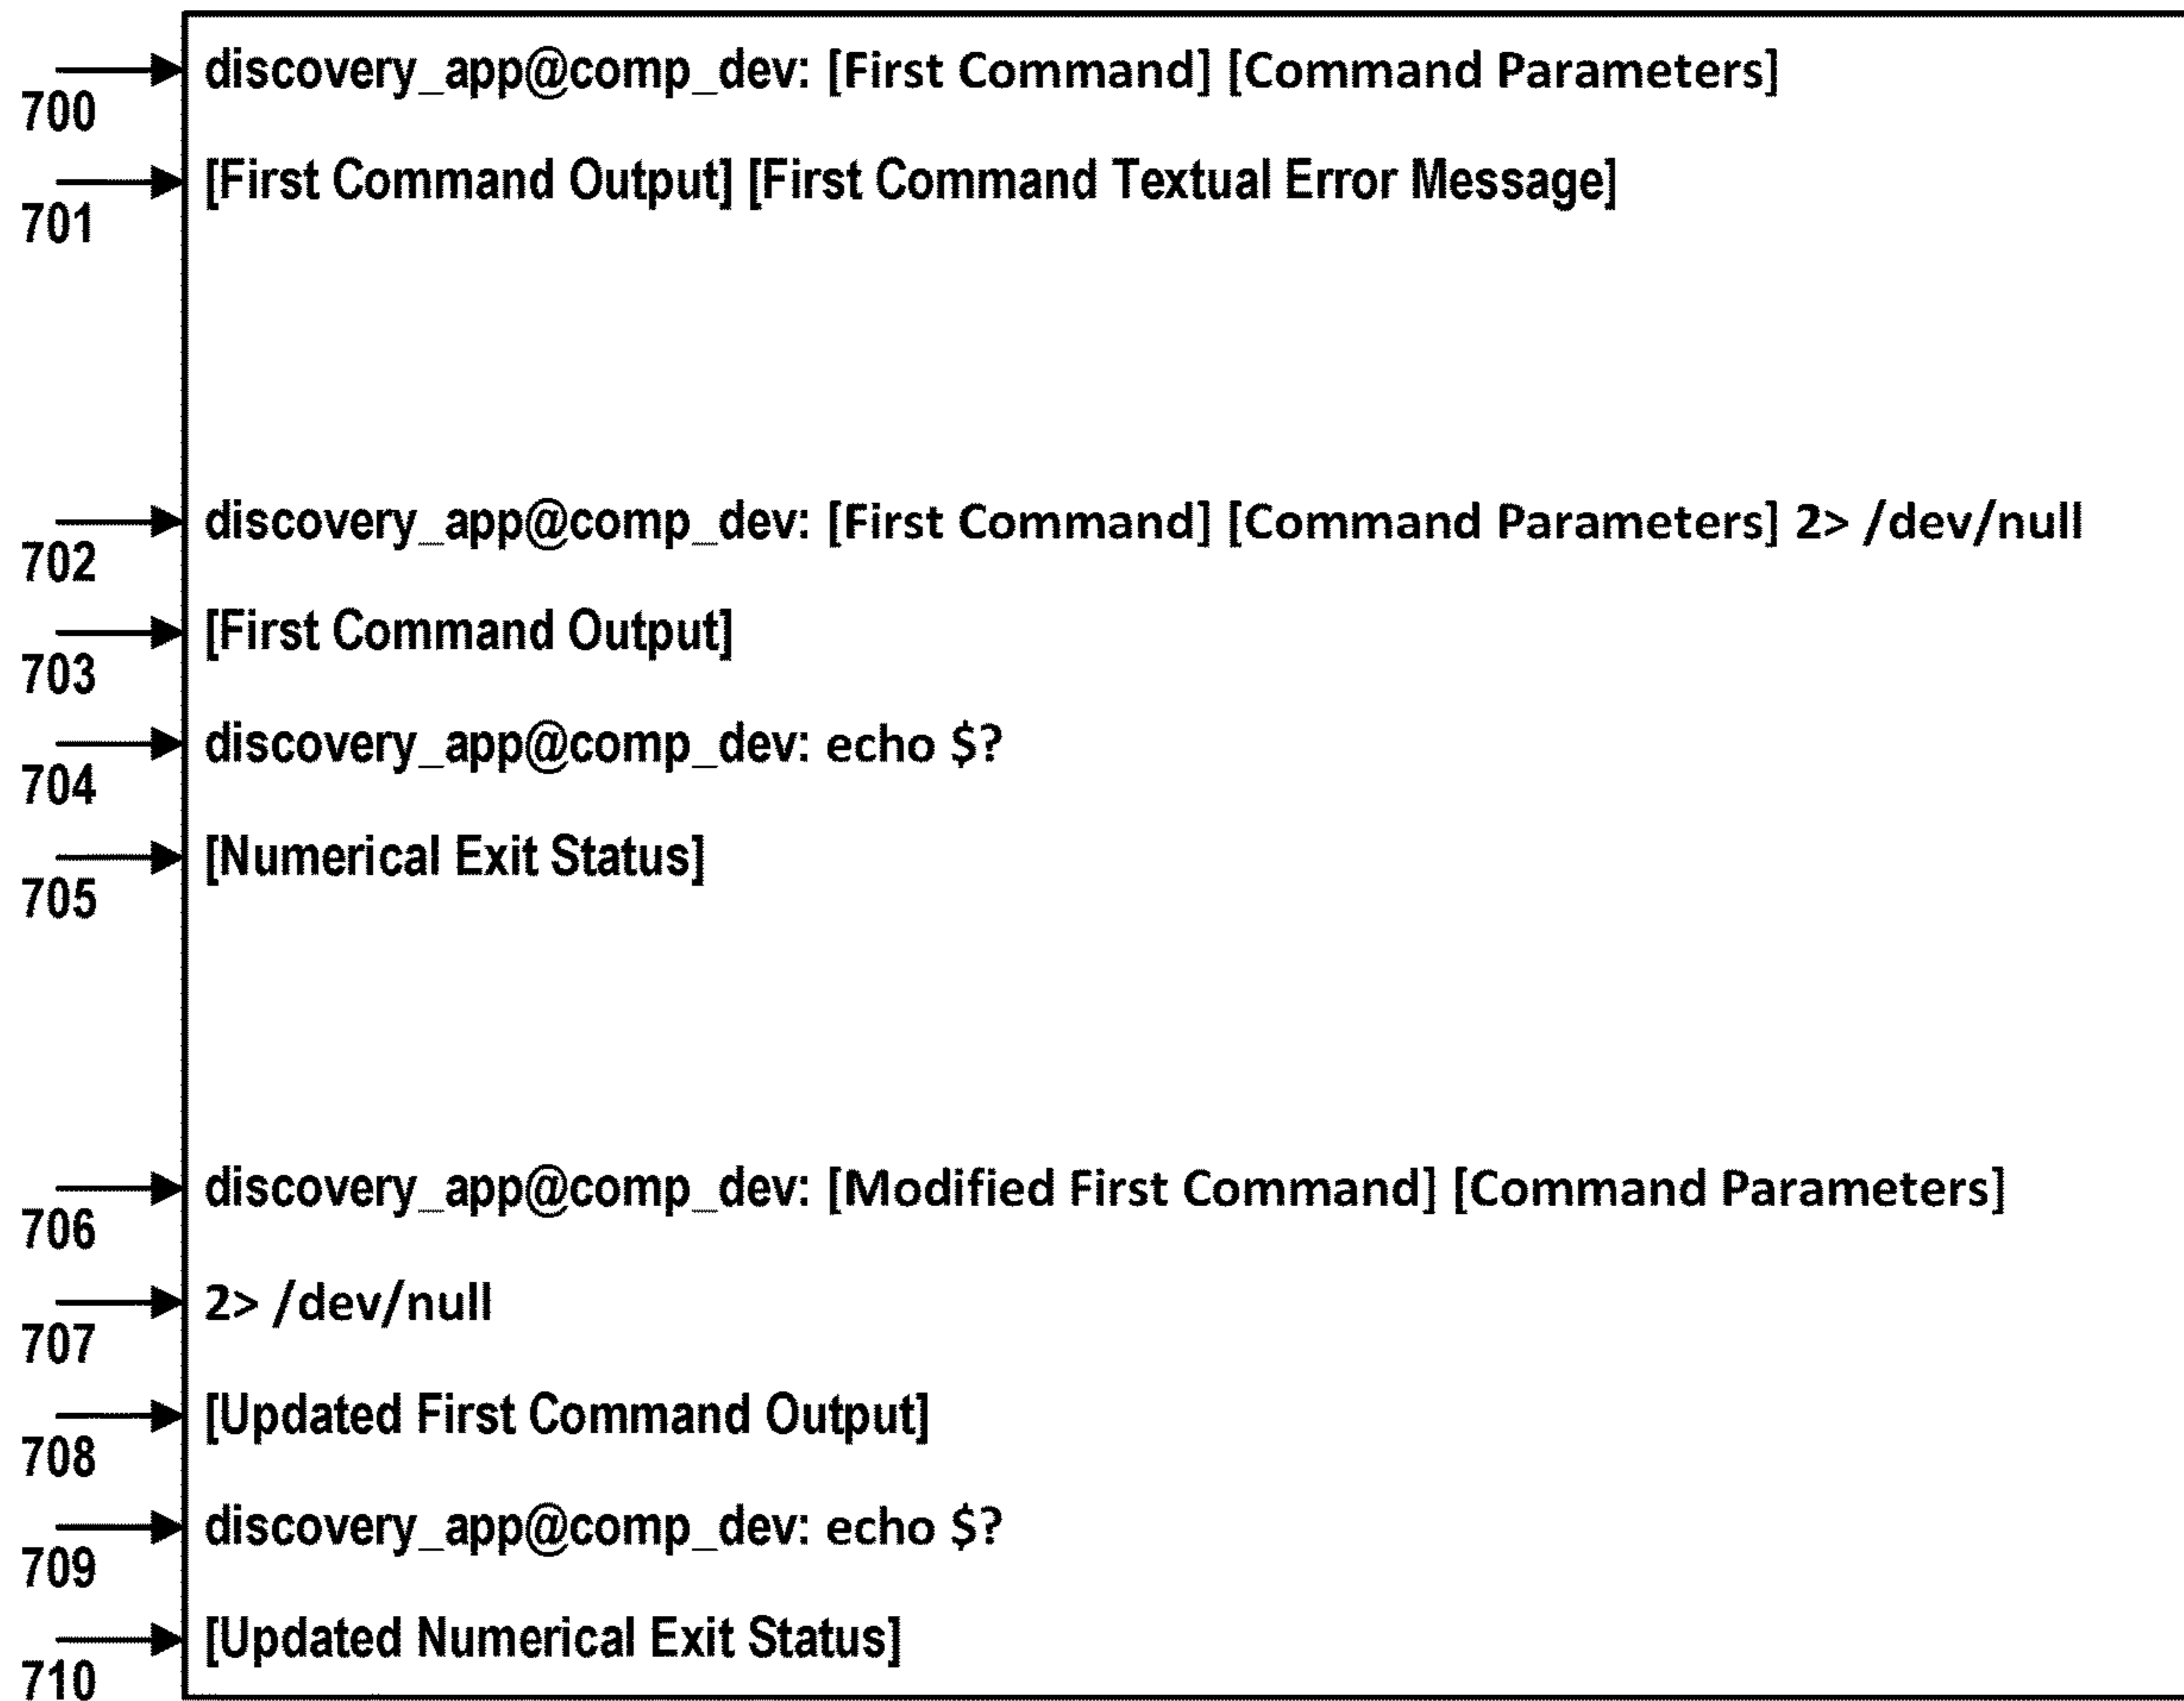 700 discovery_app@comp_dev: [First Command] [Command Parameters]
701 [First Command Output] [First Command Textual Error Message]
702 discovery_app@comp_dev: [First Command] [Command Parameters] 2> /dev/null
703 [First Command Output]
704 discovery_app@comp_dev: echo $?
705 [Numerical Exit Status]
706 discovery_app@comp_dev: [Modified First Command] [Command Parameters]
707 2> /dev/null
708 [Updated First Command Output]
709 discovery_app@comp_dev: echo $?
710 [Updated Numerical Exit Status]